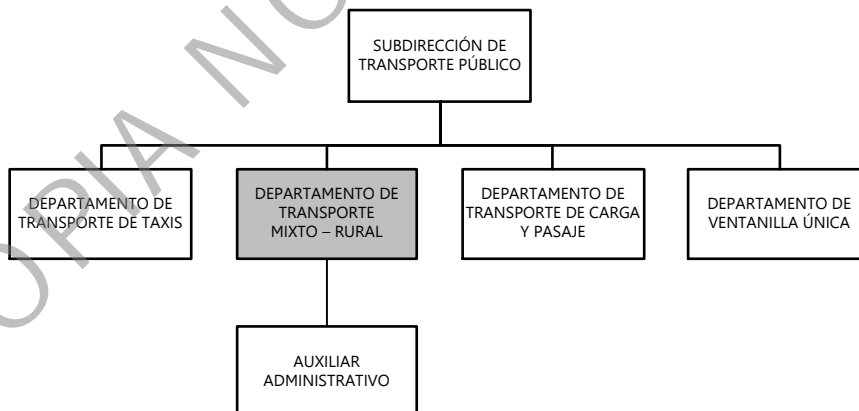 SUBDIRECCIÓN DE
TRANSPORTE PÚBLICO
DEPARTAMENTO DE
TRANSPORTE DE TAXIS
DEPARTAMENTO DE
TRANSPORTE
MIXTO – RURAL
DEPARTAMENTO DE
TRANSPORTE DE CARGA
Y PASAJE
DEPARTAMENTO DE
VENTANILLA ÚNICA
AUXILIAR
ADMINISTRATIVO
OPIA NO